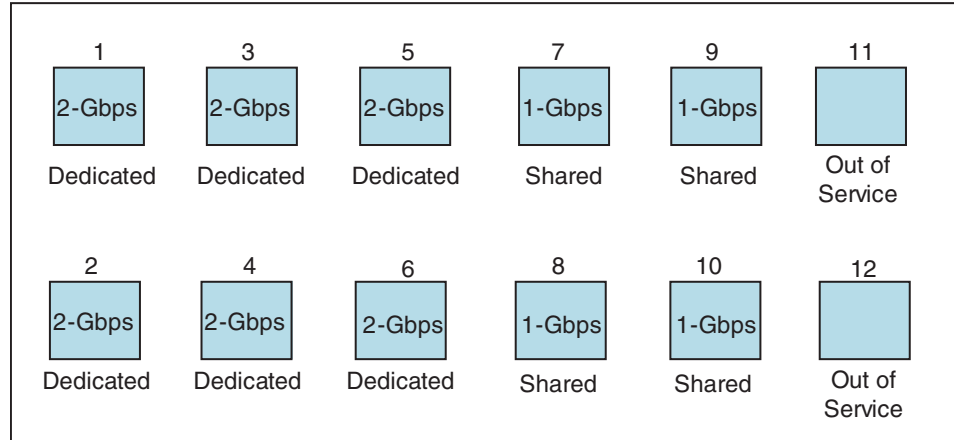 1 3 5 7 9 11
2-Gbps 2-Gbps 2-Gbps 1-Gbps 1-Gbps
Dedicated Dedicated Dedicated Shared Shared Out of
Service
2 4 6 8 10 12
2-Gbps 2-Gbps 2-Gbps 1-Gbps 1-Gbps
Dedicated Dedicated Dedicated Shared Shared Out of
Service